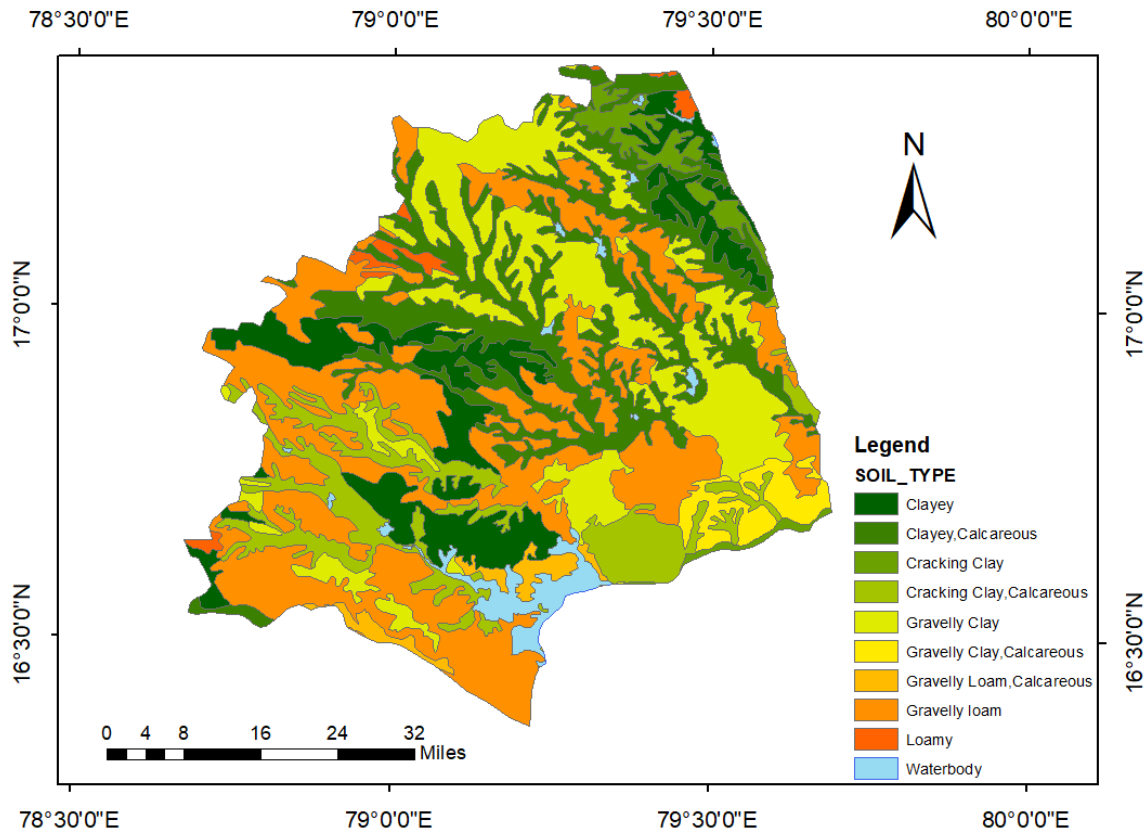 78°30'0"E 79°0'0"E 79°30'0"E 80°0'0"E
N
17°0'0"N 17°0'0"N
Legend
SOIL_TYPE
Clayey
Clayey,Calcareous
Cracking Clay
Cracking Clay,Calcareous
Gravelly Clay
Gravelly Clay,Calcareous
Gravelly Loam,Calcareous
Gravelly loam
Loamy
Waterbody
16°30'0"N 16°30'0"N
0 4 8 16 24 32
Miles
78°30'0"E 79°0'0"E 79°30'0"E 80°0'0"E